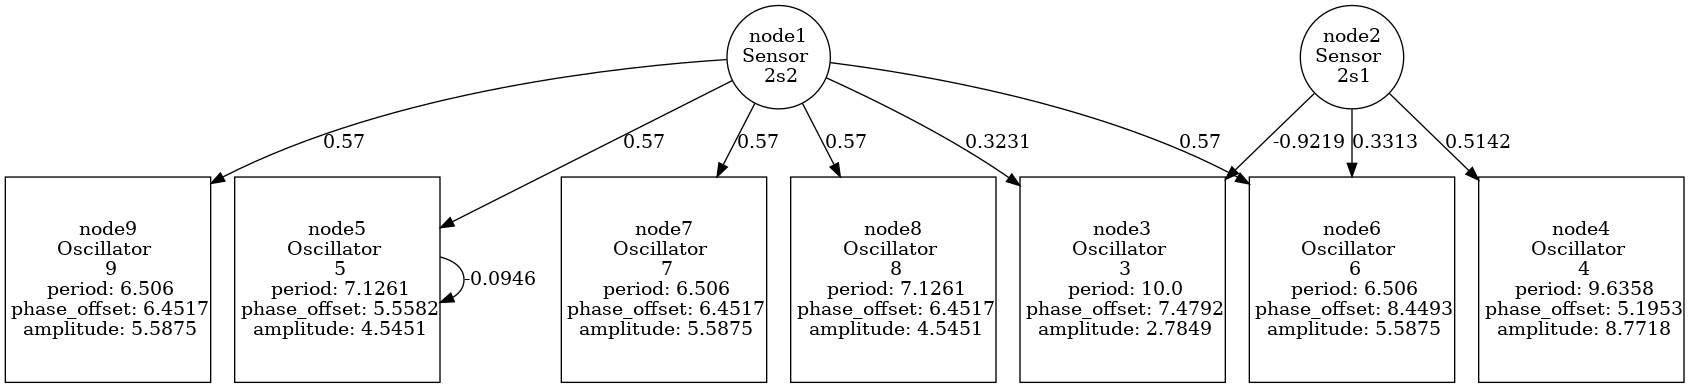 node1
Sensor
2s2
node2
Sensor
2s1
0.57
0.57
0.57
0.57
0.3231
0.57
-0.9219
0.3313
0.5142
node9
Oscillator
9
period: 6.506
phase_offset: 6.4517
amplitude: 5.5875
node5
Oscillator
5
period: 7.1261
phase_offset: 5.5582
amplitude: 4.5451
-0.0946
node7
Oscillator
7
period: 6.506
phase_offset: 6.4517
amplitude: 5.5875
node8
Oscillator
8
period: 7.1261
phase_offset: 6.4517
amplitude: 4.5451
node3
Oscillator
3
period: 10.0
phase_offset: 7.4792
amplitude: 2.7849
node6
Oscillator
6
period: 6.506
phase_offset: 8.4493
amplitude: 5.5875
node4
Oscillator
4
period: 9.6358
phase_offset: 5.1953
amplitude: 8.7718